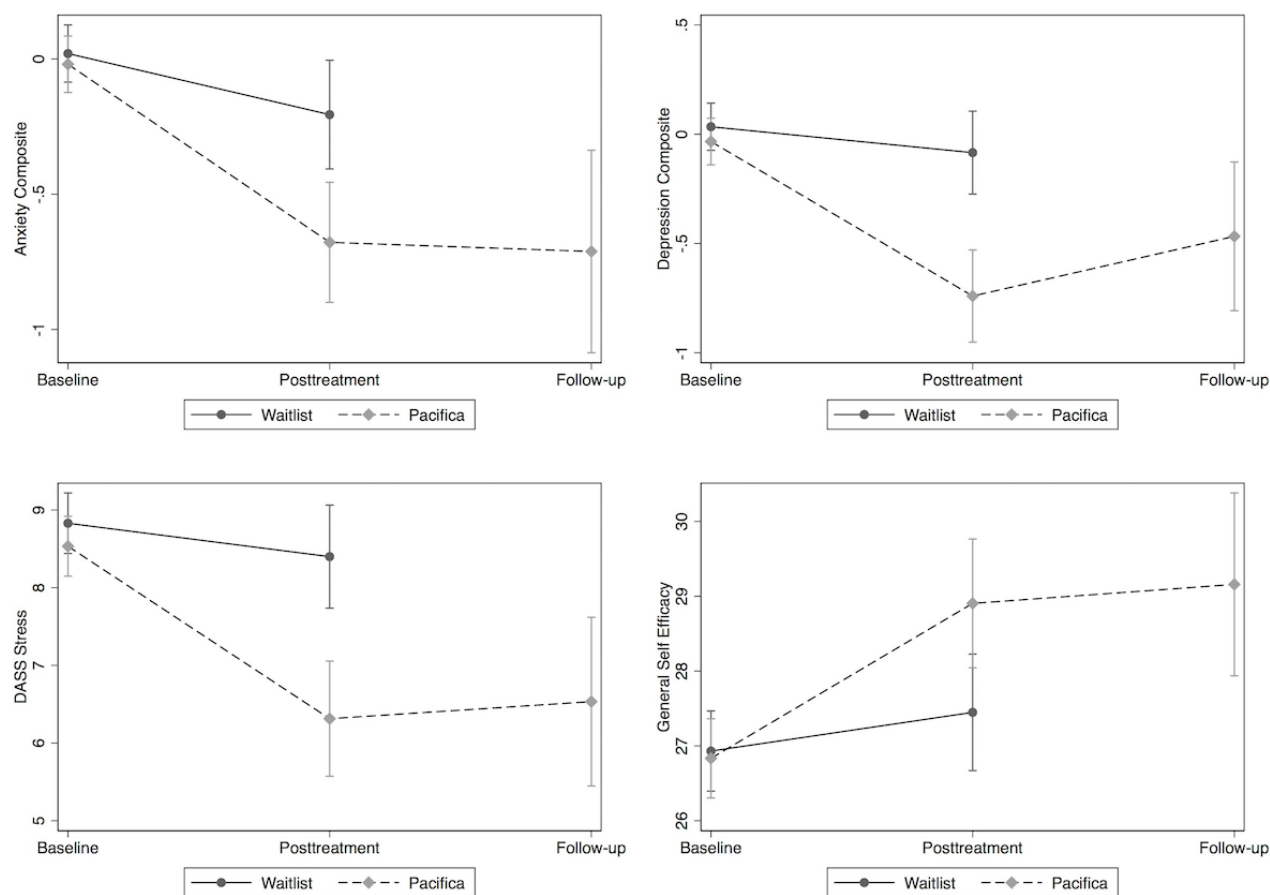 Anxiety Composite
0
-.5
-1
Baseline Posttreatment Follow-up
Waitlist Pacifica
Depression Composite
.5
0
-.5
-1
Baseline Posttreatment Follow-up
Waitlist Pacifica
DASS Stress
9
8
7
6
5
Baseline Posttreatment Follow-up
Waitlist Pacifica
General Self Efficacy
30
29
28
27
26
Baseline Posttreatment Follow-up
Waitlist Pacifica